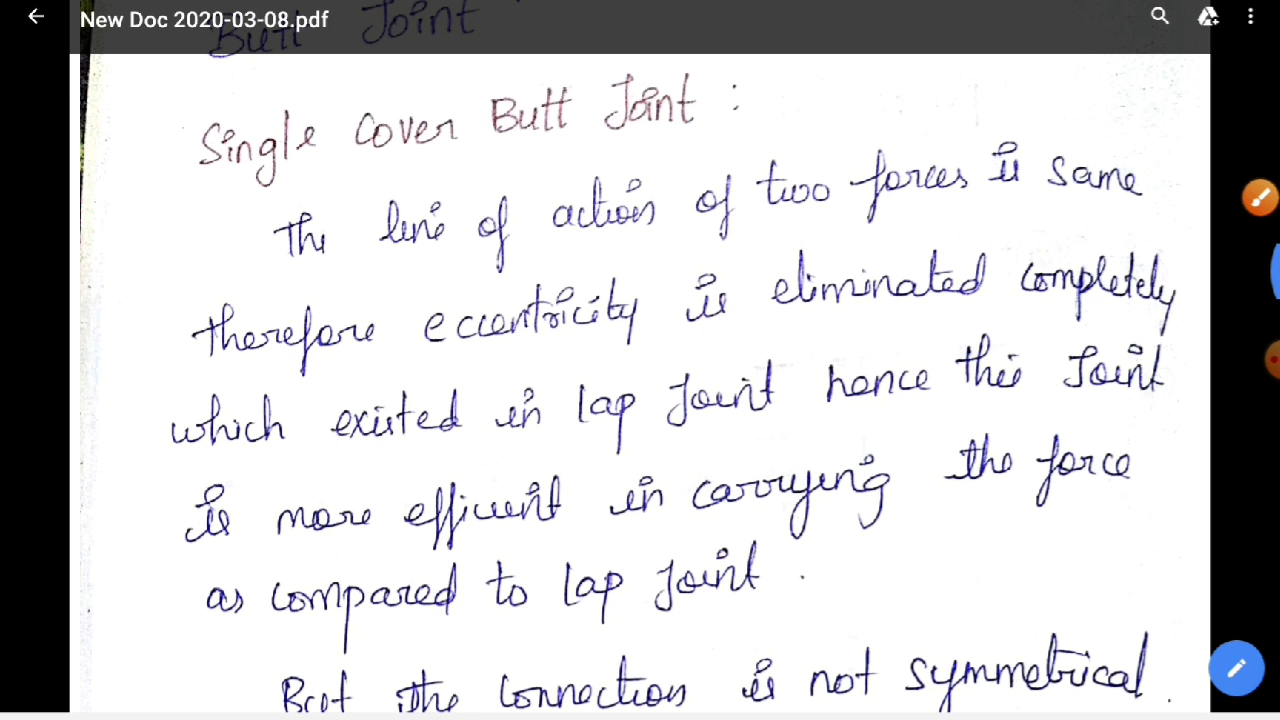 New Doc 2020-03-08.pdf
Butt Joint
Single Cover Butt Joint :
The line of action of two forces is same
therefore eccentricity is eliminated completely
which existed in lap Joint hence this Joint
is more efficient in carrying the force
as compared to lap Joint .
But the connection is not symmetrical .